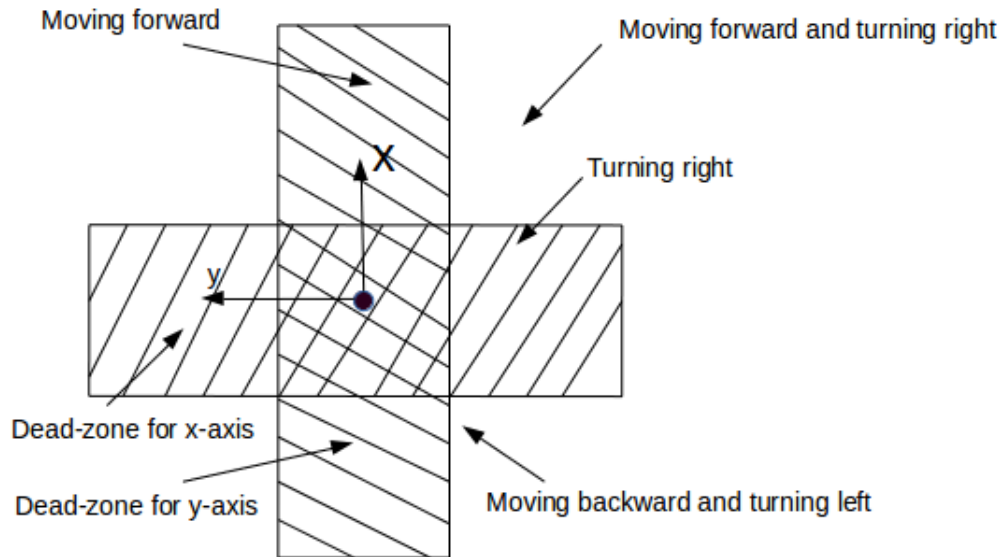 Moving forward
Moving forward and turning right
X
Turning right
y
Dead-zone for x-axis
Dead-zone for y-axis
Moving backward and turning left